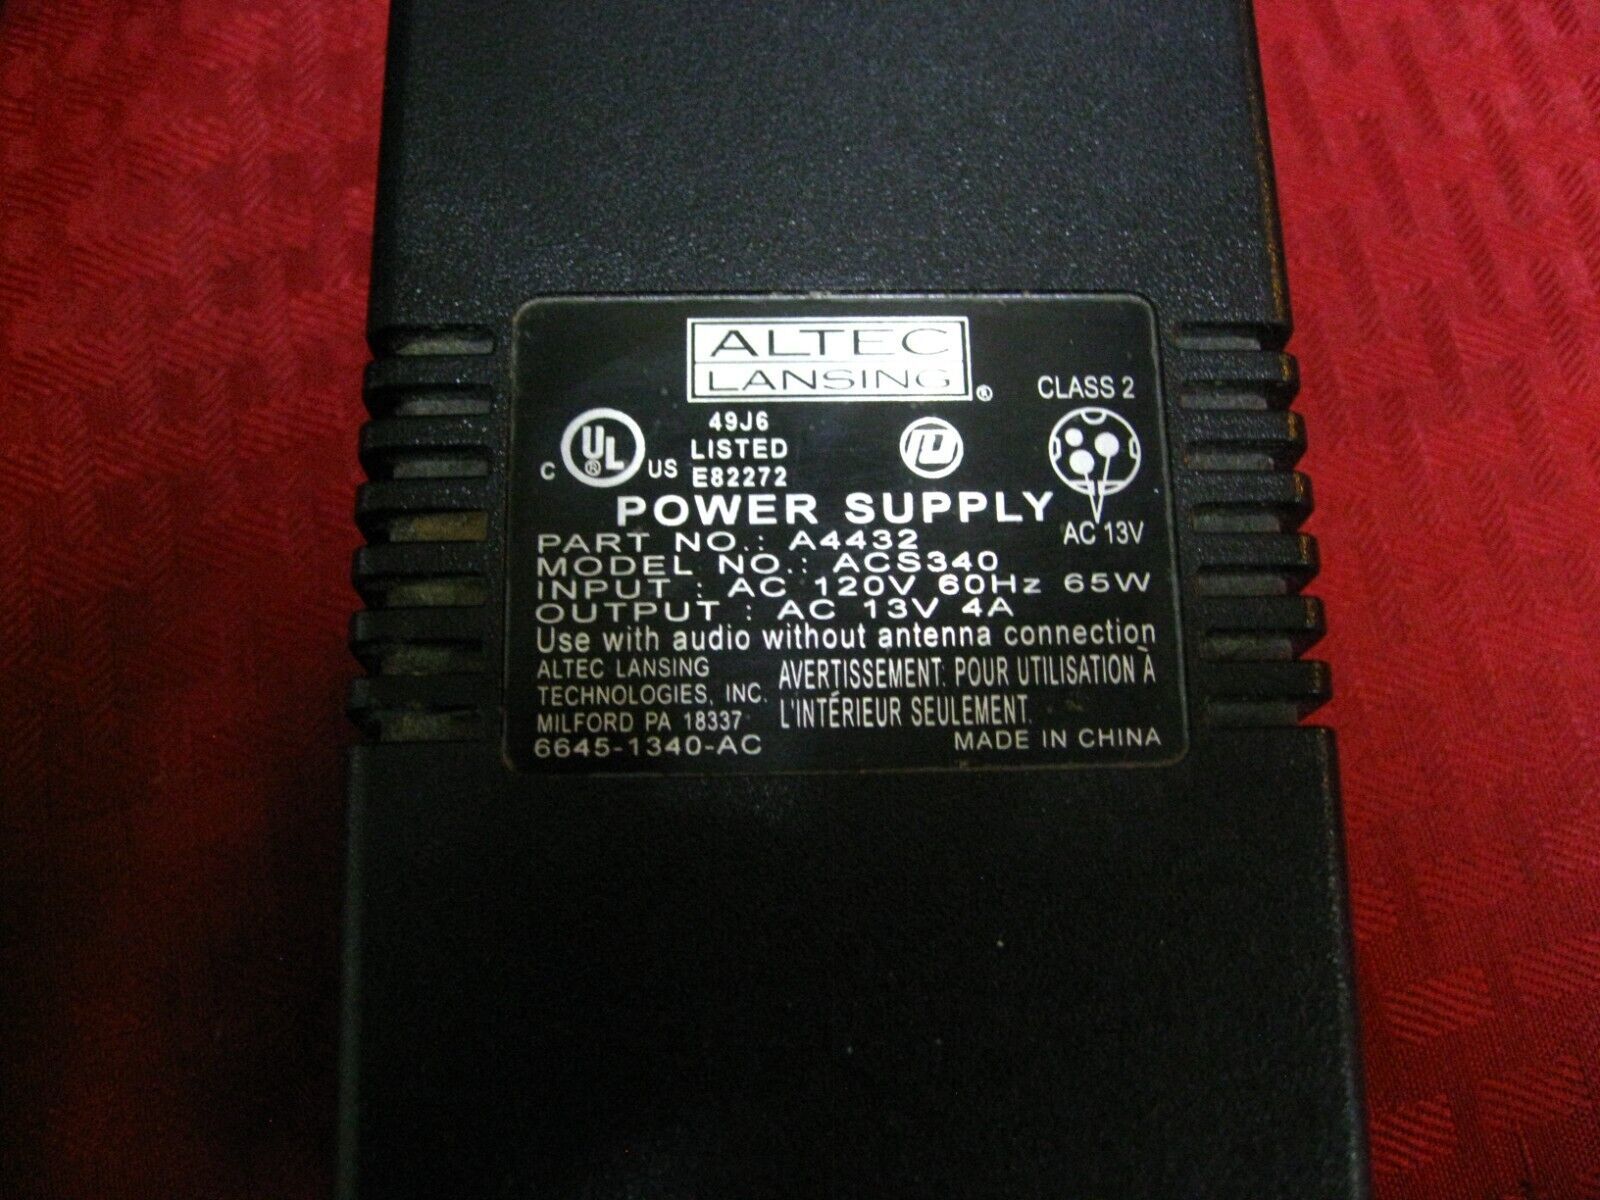 ALTEC
LANSING ®
CLASS 2
49J6
LISTED
E82272
C UL ® US
POWER SUPPLY
AC 13V
PART NO.: A4432
MODEL NO.: ACS340
INPUT : AC 120V 60Hz 65W
OUTPUT : AC 13V 4A
Use with audio without antenna connection
ALTEC LANSING
TECHNOLOGIES, INC.
MILFORD PA 18337
6645-1340-AC
AVERTISSEMENT: POUR UTILISATION À
L'INTÉRIEUR SEULEMENT.
MADE IN CHINA